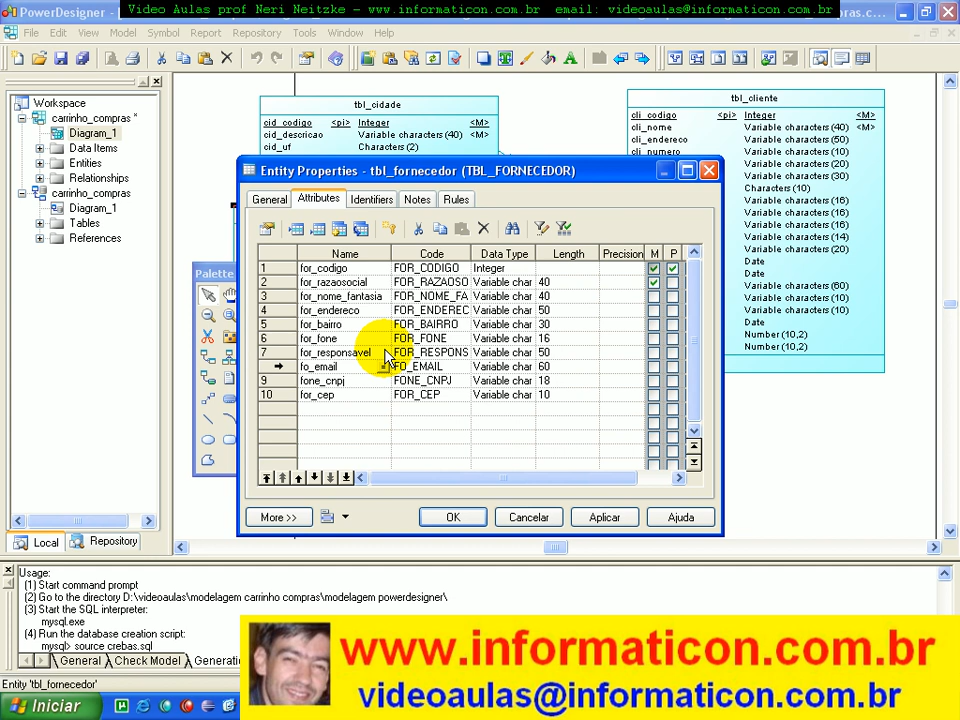 Video Aulas prof Neri Neitzke - www.informaticon.com.br  email: videoaulas@informaticon.com.br
PowerDesigner -
pras.c...
File Edit View Model Symbol Report Repository Tools Window Help
Workspace
carrinho_compras *
Diagram_1
Data Items
Entities
Relationships
carrinho_compras
Diagram_1
Tables
References
Local Repository
Palette
tbl_cidade
cid_codigo <pi> Integer <M>
cid_descricao Variable characters (40) <M>
cid_uf Characters (2)
tbl_cliente
cli_codigo <pi> Integer <M>
cli_nome Variable characters (40) <M>
cli_endereco Variable characters (50)
cli_numero Variable characters (10)
Variable characters (20)
Variable characters (30)
Characters (10)
Variable characters (16)
Variable characters (16)
Variable characters (16)
Variable characters (14)
Variable characters (20)
Date
Date
Variable characters (60)
Variable characters (10)
Variable characters (10)
Date
Number (10,2)
Number (10,2)
Entity Properties - tbl_fornecedor (TBL_FORNECEDOR)
General Attributes Identifiers Notes Rules
Name Code Data Type Length Precision M P
1 for_codigo FOR_CODIGO Integer
2 for_razaosocial FOR_RAZAOSO Variable char 40
3 for_nome_fantasia FOR_NOME_FA Variable char 40
4 for_endereco FOR_ENDEREC Variable char 50
5 for_bairro FOR_BAIRRO Variable char 30
6 for_fone FOR_FONE Variable char 16
7 for_responsavel FOR_RESPONS Variable char 50
fo_email FO_EMAIL Variable char 60
9 fone_cnpj FONE_CNPJ Variable char 18
10 for_cep FOR_CEP Variable char 10
More >> OK Cancelar Aplicar Ajuda
Usage:
(1) Start command prompt
(2) Go to the directory D:\videoaulas\modelagem carrinho compras\modelagem powerdesigner\
(3) Start the SQL interpreter:
mysql.exe
(4) Run the database creation script:
mysql> source crebas.sql
General Check Model Generati
Entity 'tbl_fornecedor'
Iniciar
www.informaticon.com.br
videoaulas@informaticon.com.br